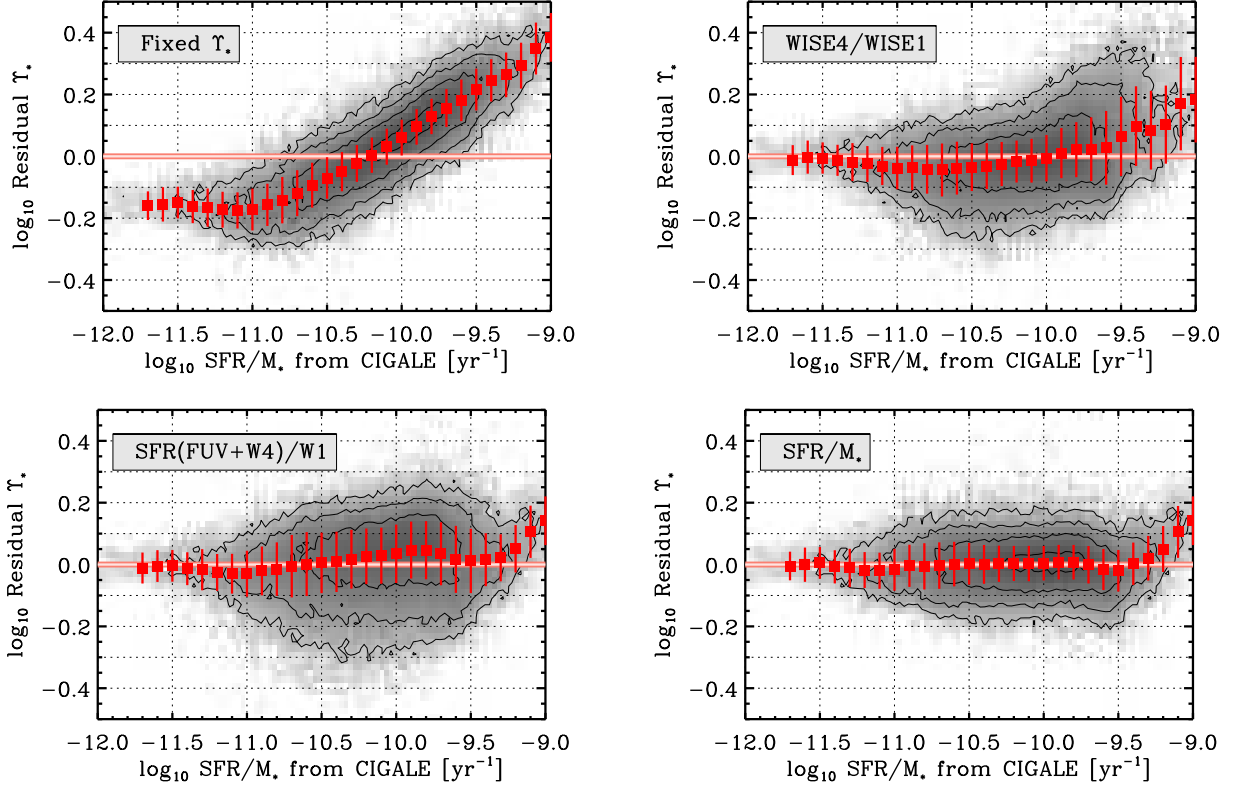 Fixed ϒ⁎
log₁₀ Residual ϒ⁎
0.4
0.2
0.0
−0.2
−0.4
−12.0 −11.5 −11.0 −10.5 −10.0 −9.5 −9.0
log₁₀ SFR/M⁎ from CIGALE [yr⁻¹]
WISE4/WISE1
log₁₀ Residual ϒ⁎
0.4
0.2
0.0
−0.2
−0.4
−12.0 −11.5 −11.0 −10.5 −10.0 −9.5 −9.0
log₁₀ SFR/M⁎ from CIGALE [yr⁻¹]
SFR(FUV+W4)/W1
log₁₀ Residual ϒ⁎
0.4
0.2
0.0
−0.2
−0.4
−12.0 −11.5 −11.0 −10.5 −10.0 −9.5 −9.0
log₁₀ SFR/M⁎ from CIGALE [yr⁻¹]
SFR/M⁎
log₁₀ Residual ϒ⁎
0.4
0.2
0.0
−0.2
−0.4
−12.0 −11.5 −11.0 −10.5 −10.0 −9.5 −9.0
log₁₀ SFR/M⁎ from CIGALE [yr⁻¹]